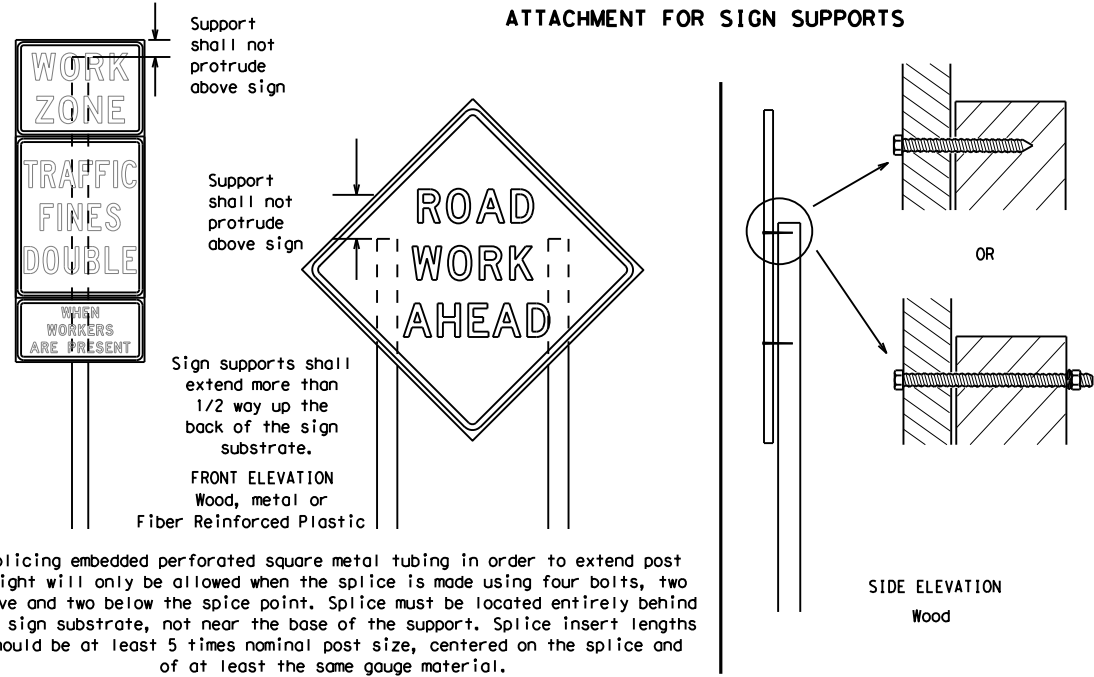 ATTACHMENT FOR SIGN SUPPORTS
Support
shall not
protrude
above sign
WORK
ZONE
TRAFFIC
FINES
DOUBLE
WHEN
WORKERS
ARE PRESENT
Support
shall not
protrude
above sign
ROAD
WORK
AHEAD
Sign supports shall
extend more than
1/2 way up the
back of the sign
substrate.
FRONT ELEVATION
Wood, metal or
Fiber Reinforced Plastic
OR
SIDE ELEVATION
Wood
embedded perforated square metal tubing in order to extend post
will only be allowed when the splice is made using four bolts, two
and two below the spice point. Splice must be located entirely behind
sign substrate, not near the base of the support. Splice insert lengths
be at least 5 times nominal post size, centered on the splice and
of at least the same gauge material.